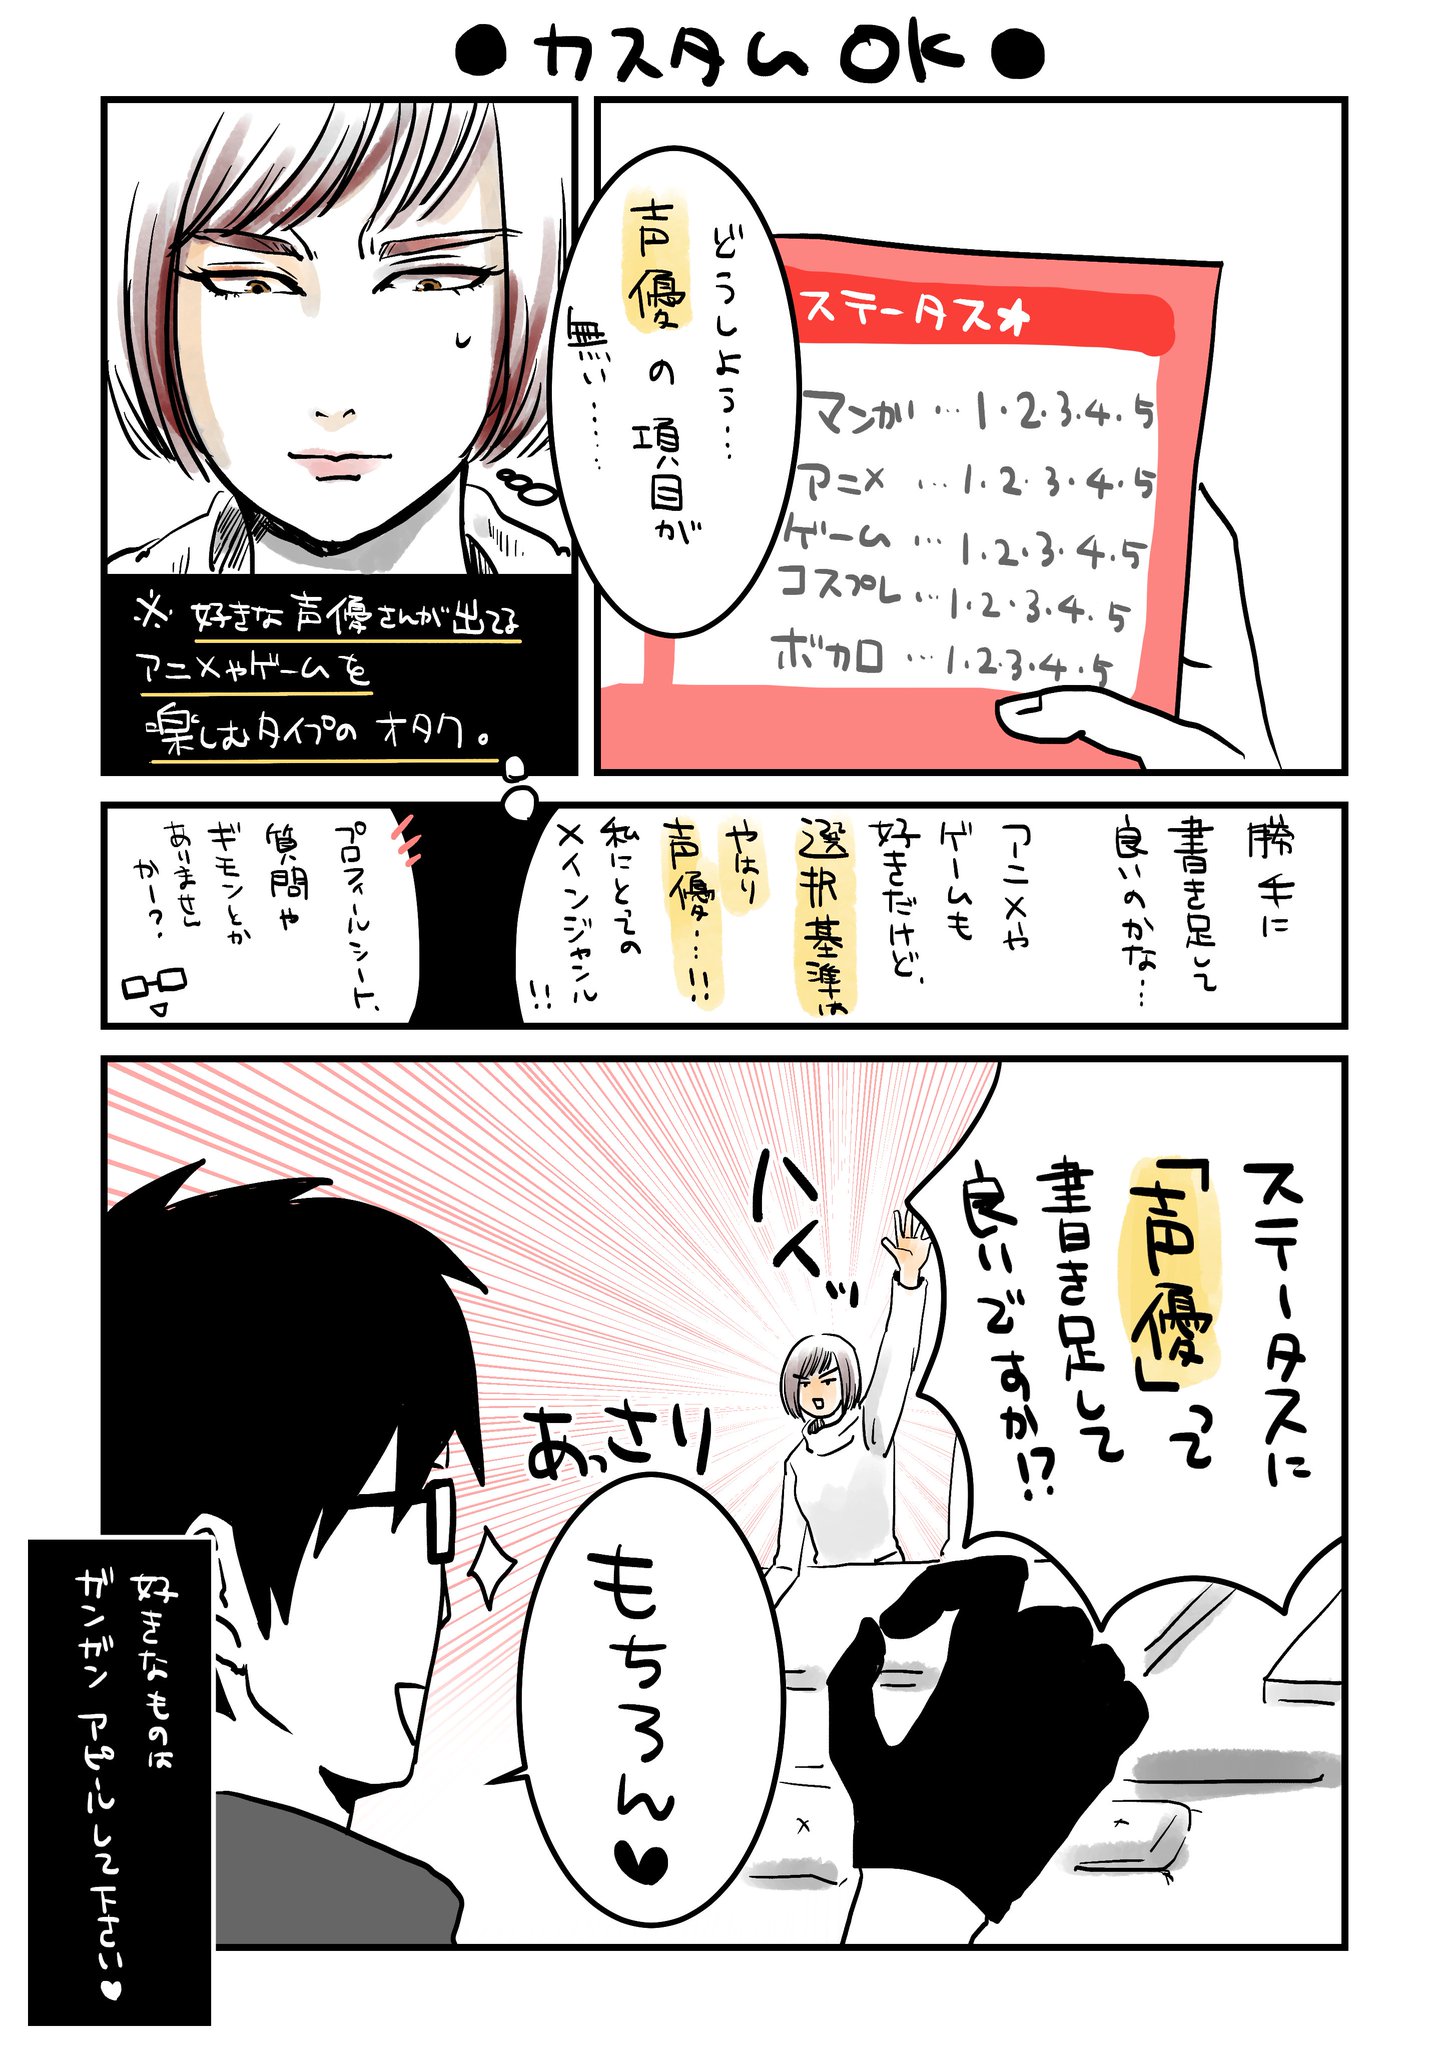 ●カスタムOK●
ステータス★
マンガ…1・2・3・4・5
アニメ…1・2・3・4・5
ゲーム…1・2・3・4・5
コスプレ…1・2・3・4・5
ボカロ…1・2・3・4・5
どうしよう…
声優の項目が
無い……
※好きな声優さんが出てる
アニメやゲームを
楽しむタイプのオタク。
勝手に
書き足して
良いのかな…
アニメや
ゲームも
好きだけど、
選択基準は
やはり
声優…!!
私にとっての
メインジャンル
!!
プロフィールシート、
質問や
ギモンとか
ありません
かー？
ステータスに
「声優」って
書き足して
良いですか!?
ハイッ
あっさり
もちろん♥
好きなものは
ガンガンアピールして下さい♥